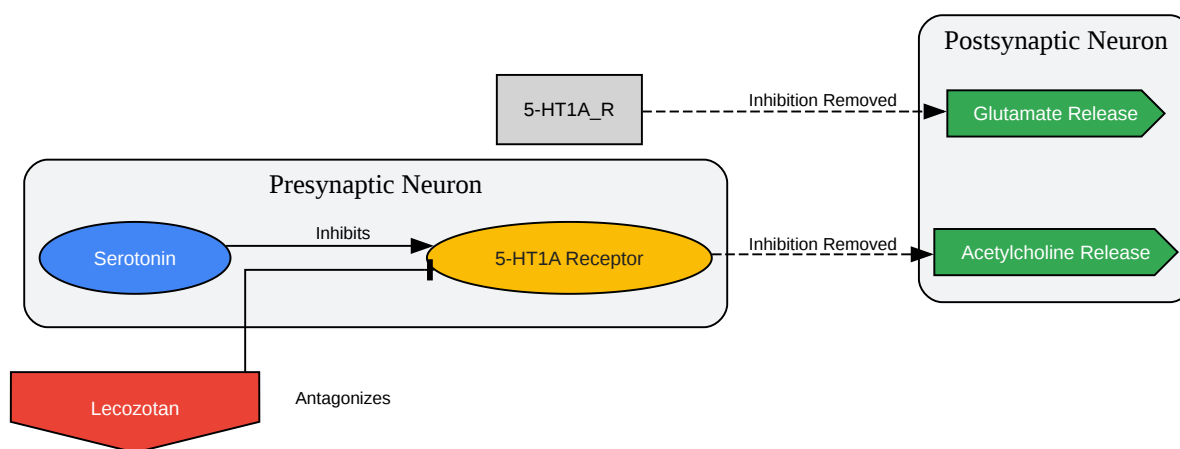 Postsynaptic Neuron
5-HT1A_R
Inhibition Removed
Glutamate Release
Presynaptic Neuron
Serotonin
Inhibits
5-HT1A Receptor
Inhibition Removed
Acetylcholine Release
Lecozotan
Antagonizes